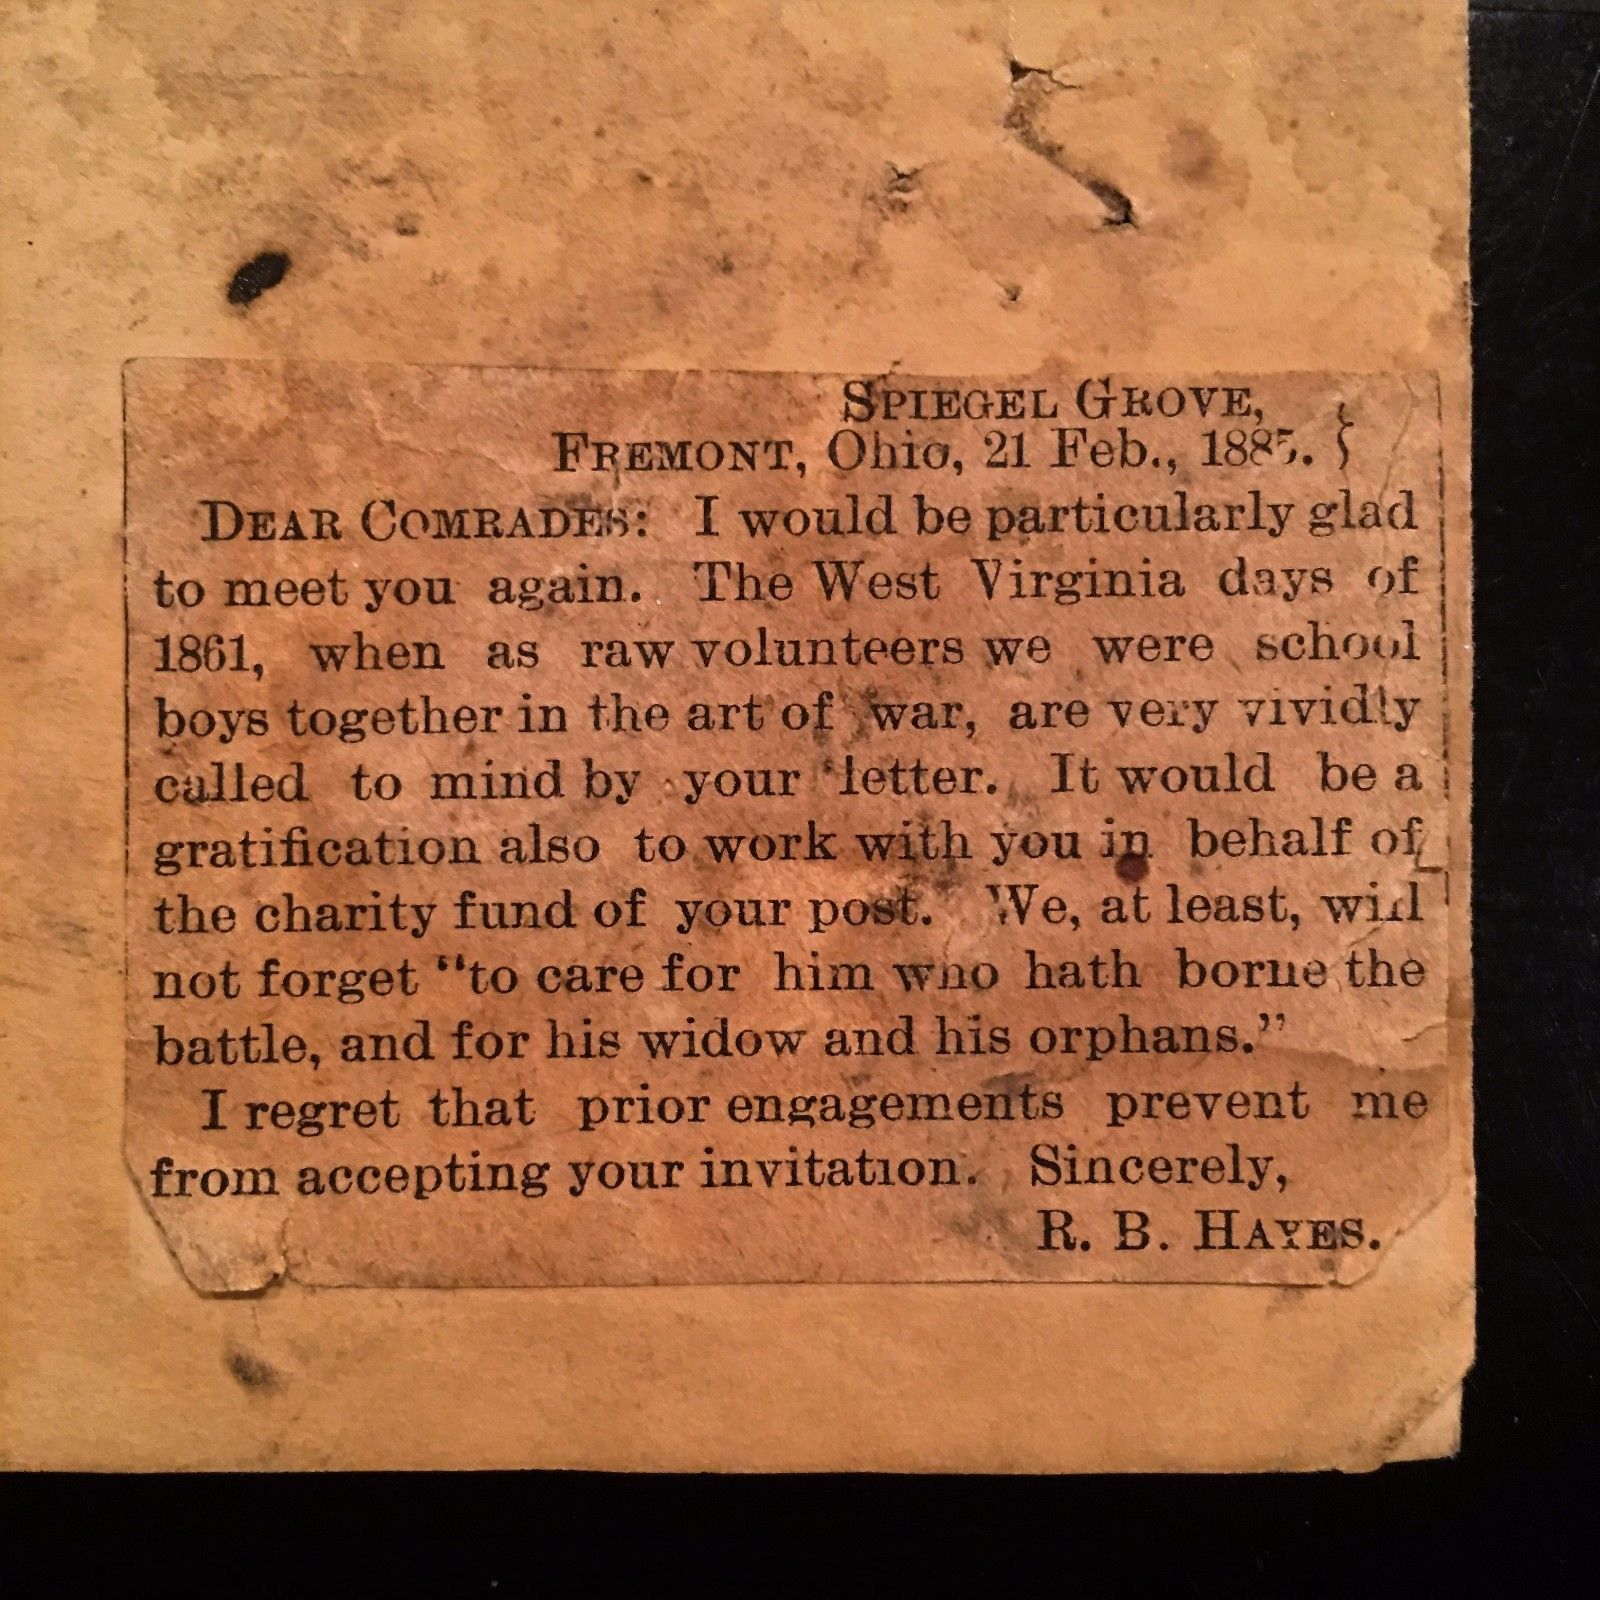 SPIEGEL GROVE,
FREMONT, Ohio, 21 Feb., 1885. }
DEAR COMRADES: I would be particularly glad
to meet you again. The West Virginia days of
1861, when as raw volunteers we were school
boys together in the art of war, are very vividly
called to mind by your letter. It would be a
gratification also to work with you in behalf of
the charity fund of your post. We, at least, will
not forget "to care for him who hath borne the
battle, and for his widow and his orphans."
I regret that prior engagements prevent me
from accepting your invitation. Sincerely,
R. B. HAYES.